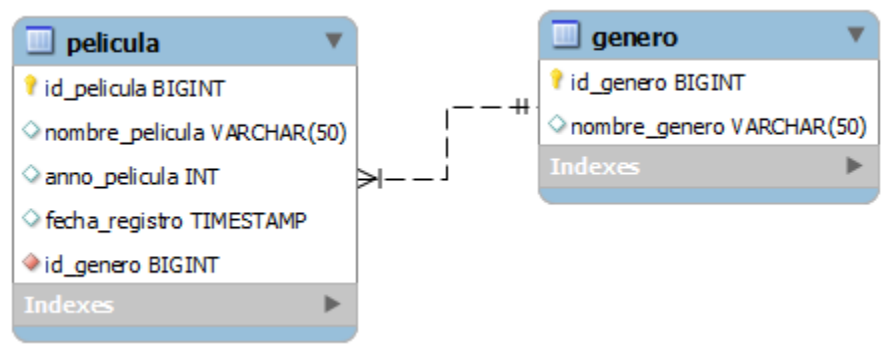 pelicula
id_pelicula BIGINT
nombre_pelicula VARCHAR(50)
anno_pelicula INT
fecha_registro TIMESTAMP
id_genero BIGINT
Indexes
genero
id_genero BIGINT
nombre_genero VARCHAR(50)
Indexes